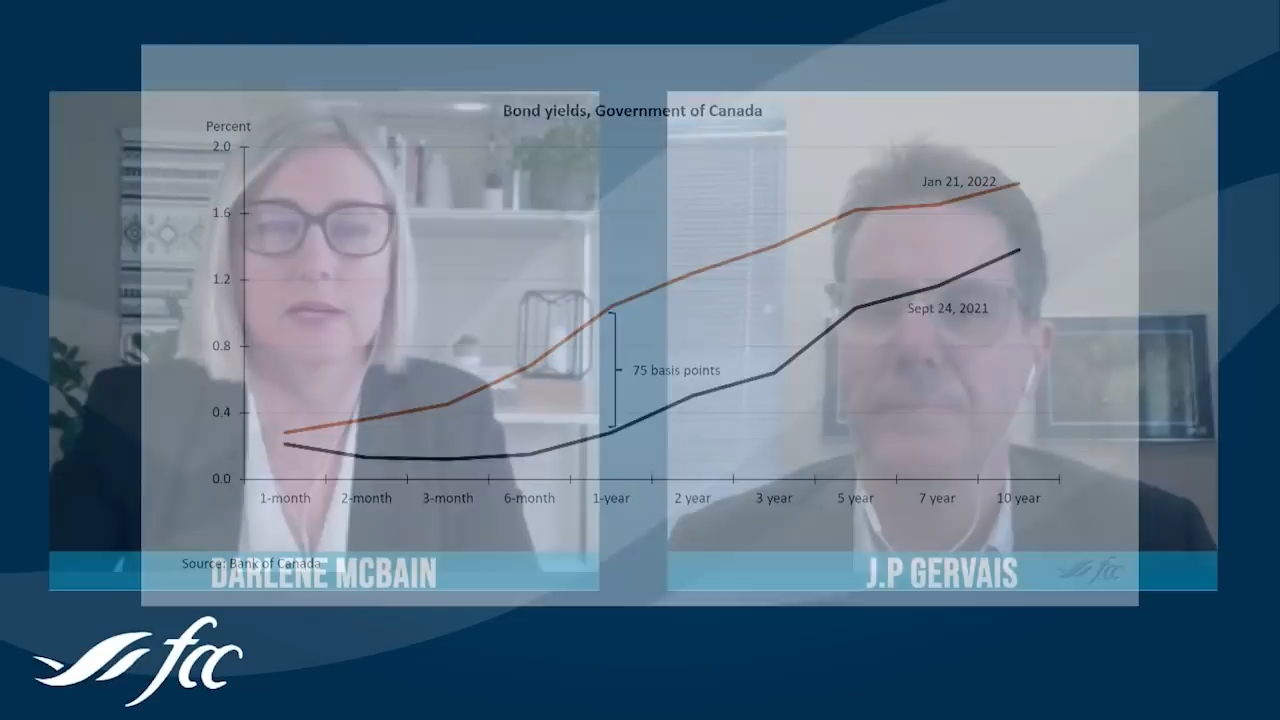 Bond yields, Government of Canada
Percent
2.0
1.6
1.2
0.8
0.4
0.0
Jan 21, 2022
Sept 24, 2021
75 basis points
1-month 2-month 3-month 6-month 1-year 2 year 3 year 5 year 7 year 10 year
Source: Bank of Canada
DARLENE MCBAIN
J.P GERVAIS
fcc
fcc